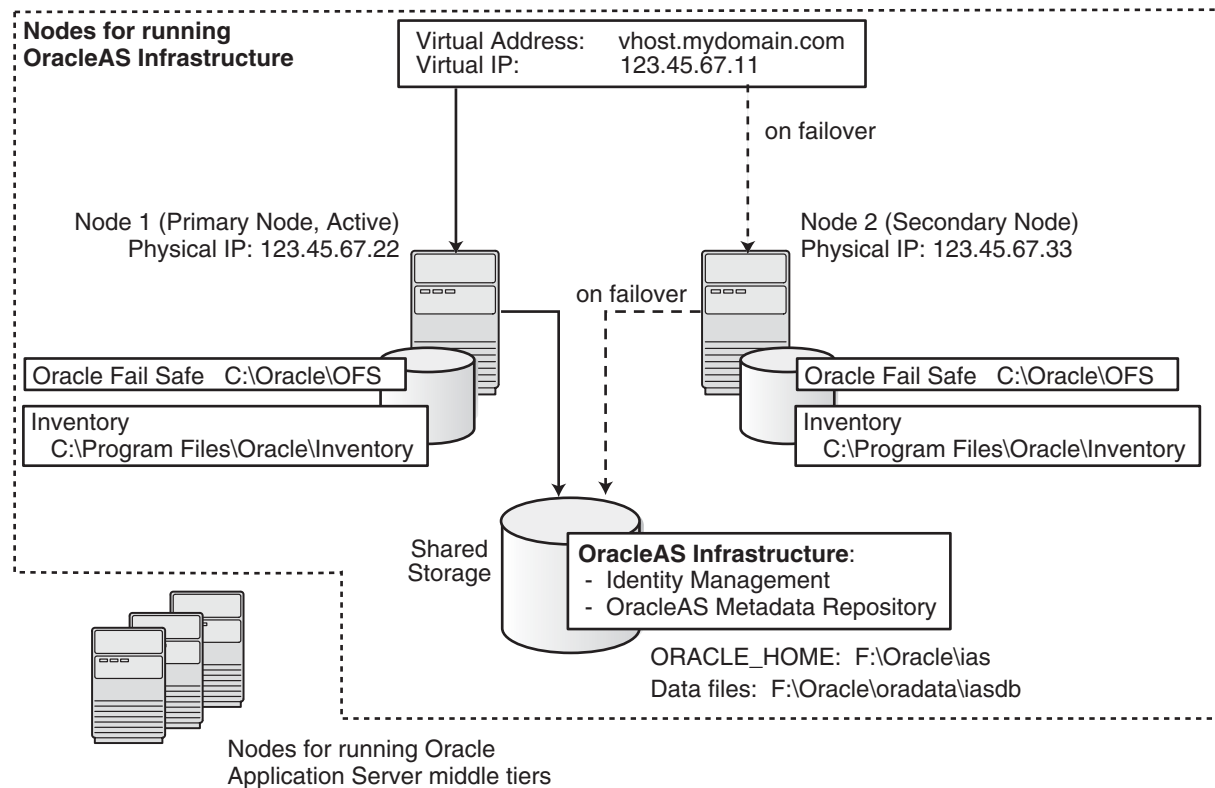 Nodes for running
OracleAS Infrastructure
Virtual Address: vhost.mydomain.com
Virtual IP: 123.45.67.11
on failover
Node 1 (Primary Node, Active)
Physical IP: 123.45.67.22
Node 2 (Secondary Node)
Physical IP: 123.45.67.33
on failover
Oracle Fail Safe C:\Oracle\OFS
Inventory
C:\Program Files\Oracle\Inventory
Oracle Fail Safe C:\Oracle\OFS
Inventory
C:\Program Files\Oracle\Inventory
Shared
Storage
OracleAS Infrastructure:
- Identity Management
- OracleAS Metadata Repository
ORACLE_HOME: F:\Oracle\ias
Data files: F:\Oracle\oradata\iasdb
Nodes for running Oracle
Application Server middle tiers